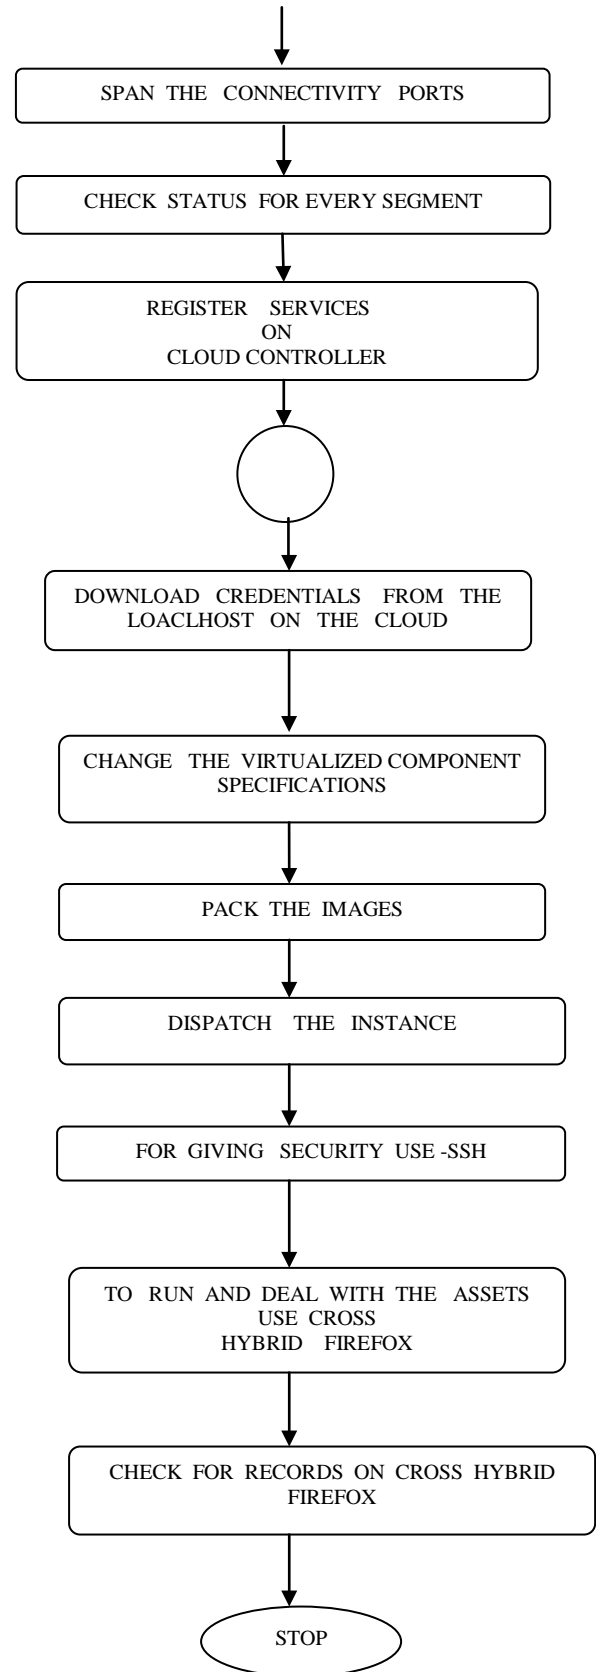 SPAN THE CONNECTIVITY PORTS
CHECK STATUS FOR EVERY SEGMENT
REGISTER SERVICES
ON
CLOUD CONTROLLER
DOWNLOAD CREDENTIALS FROM THE
LOACLHOST ON THE CLOUD
CHANGE THE VIRTUALIZED COMPONENT
SPECIFICATIONS
PACK THE IMAGES
DISPATCH THE INSTANCE
FOR GIVING SECURITY USE -SSH
TO RUN AND DEAL WITH THE ASSETS
USE CROSS
HYBRID FIREFOX
CHECK FOR RECORDS ON CROSS HYBRID
FIREFOX
STOP